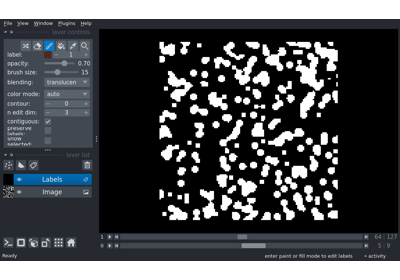 File View Window Plugins Help
layer controls
label: 1
opacity: 0.70
brush size: 15
blending: translucen
color mode: auto
contour: 0
n edit dim: 3
contiguous:
preserve labels:
show selected:
layer list
Labels
Image
1 64 127
0 5 9
Ready enter paint or fill mode to edit labels activity